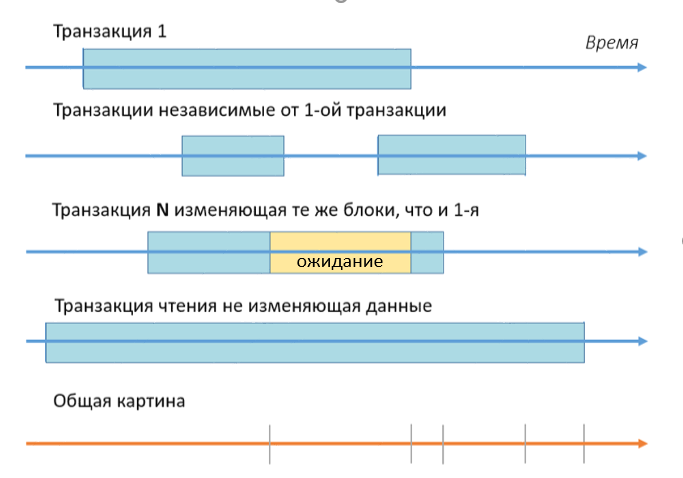 Транзакция 1
Время
Транзакции независимые от 1-ой транзакции
Транзакция N изменяющая те же блоки, что и 1-я
ожидание
Транзакция чтения не изменяющая данные
Общая картина